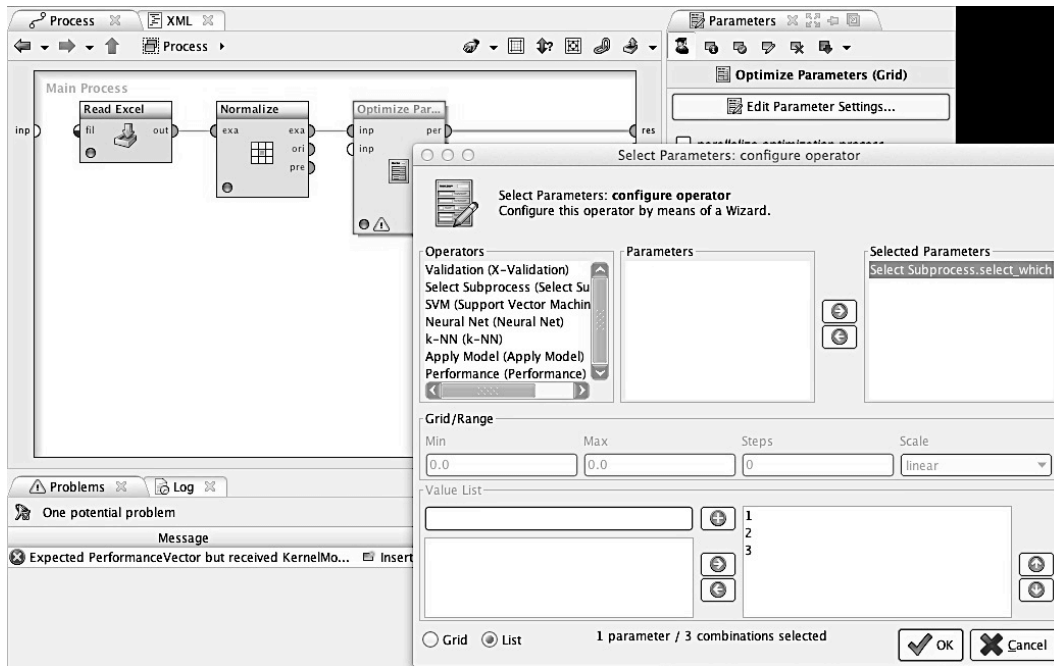 Process
XML
Parameters
Process
Optimize Parameters (Grid)
Edit Parameter Settings...
Main Process
Read Excel
Normalize
Optimize Par...
inp
fil
out
exa
exa
ori
pre
inp
per
inp
res
Select Parameters: configure operator
Select Parameters: configure operator
Configure this operator by means of a Wizard.
Operators
Parameters
Selected Parameters
Validation (X-Validation)
Select Subprocess (Select Su
SVM (Support Vector Machin
Neural Net (Neural Net)
k-NN (k-NN)
Apply Model (Apply Model)
Performance (Performance)
Select Subprocess.select_which
Grid/Range
Min
Max
Steps
Scale
0.0
0.0
0
linear
Value List
1
2
3
Grid
List
1 parameter / 3 combinations selected
OK
Cancel
Problems
Log
One potential problem
Message
Expected PerformanceVector but received KernelMo...
Insert